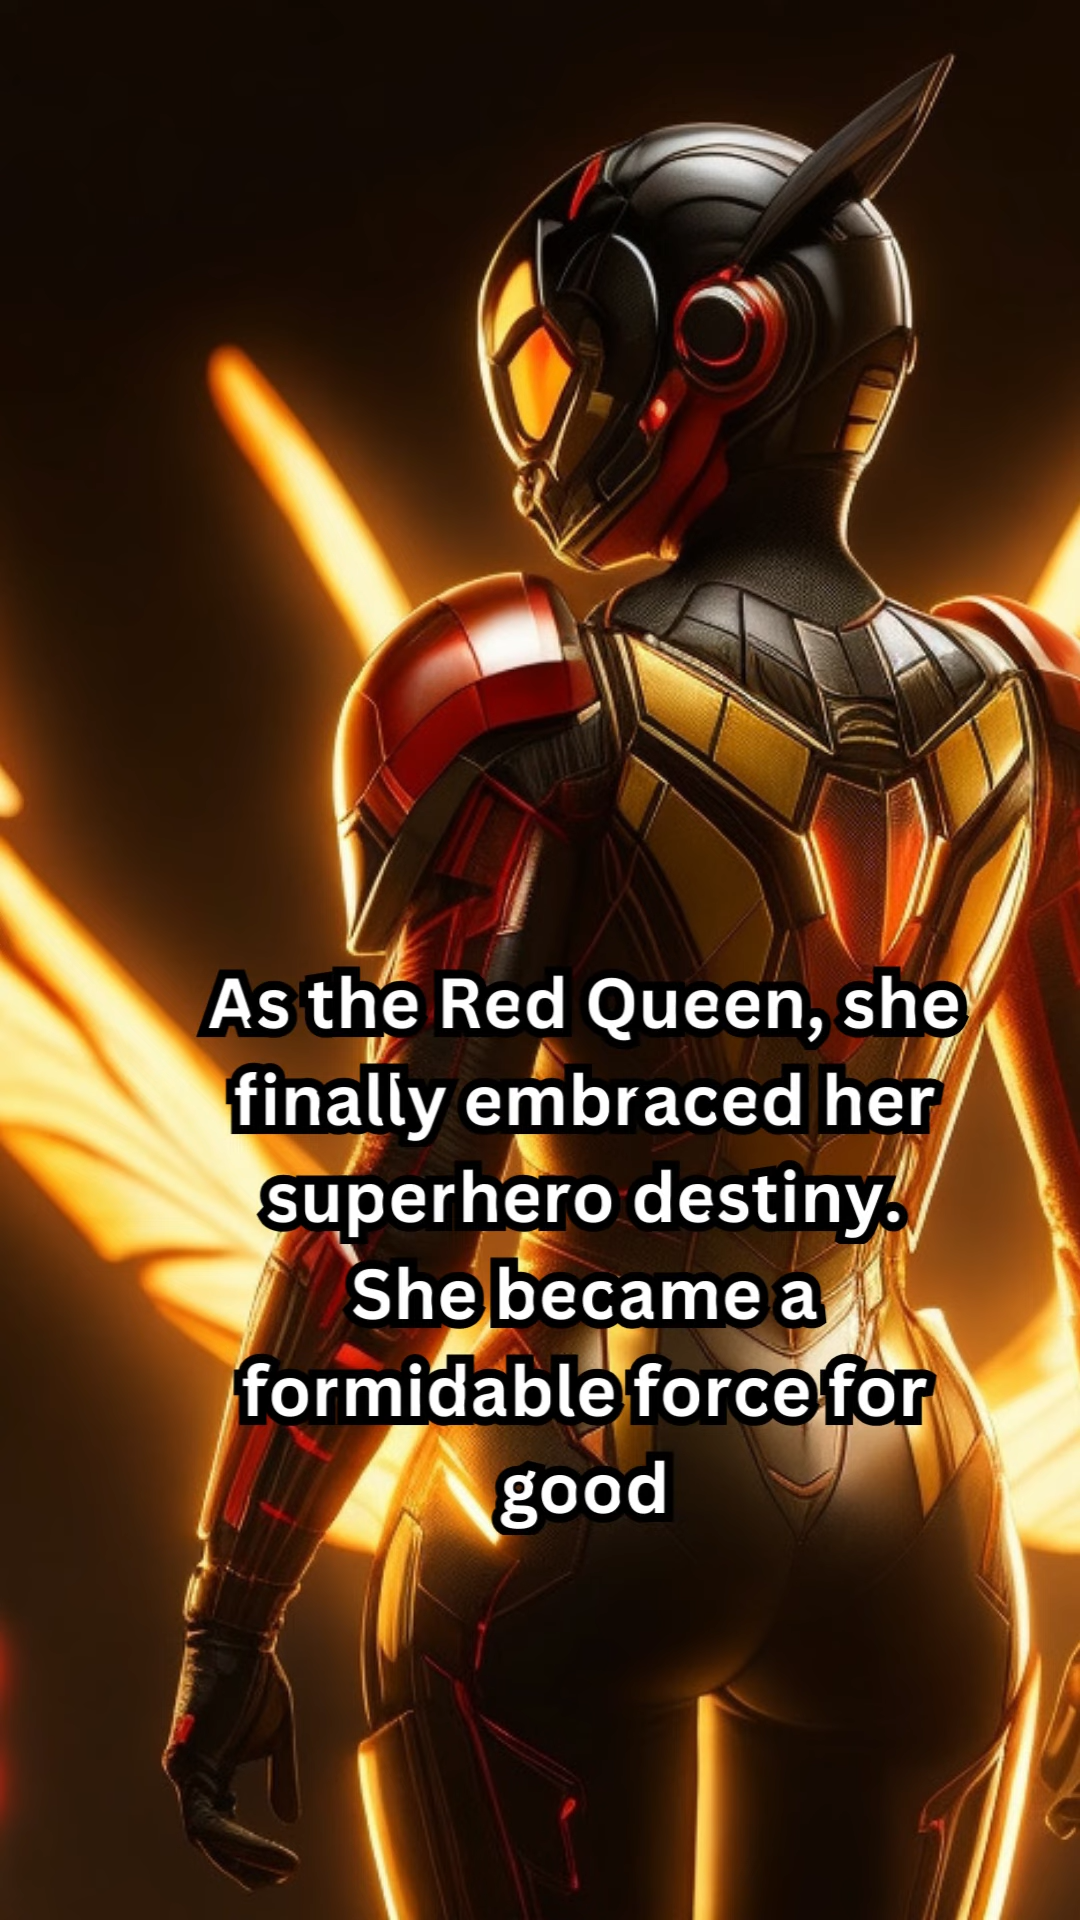 As the Red Queen, she
finally embraced her
superhero destiny.
She became a
formidable force for
good